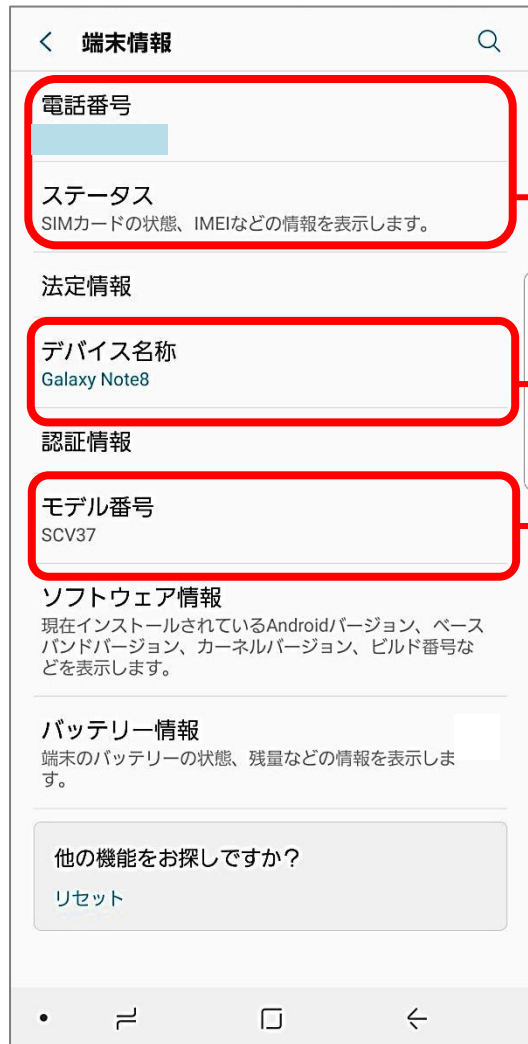 端末情報
電話番号
ステータス
SIMカードの状態、IMEIなどの情報を表示します。
法定情報
デバイス名称
Galaxy Note8
認証情報
モデル番号
SCV37
ソフトウェア情報
現在インストールされているAndroidバージョン、ベース
バンドバージョン、カーネルバージョン、ビルド番号な
どを表示します。
バッテリー情報
端末のバッテリーの状態、残量などの情報を表示しま
す。
他の機能をお探しですか？
リセット